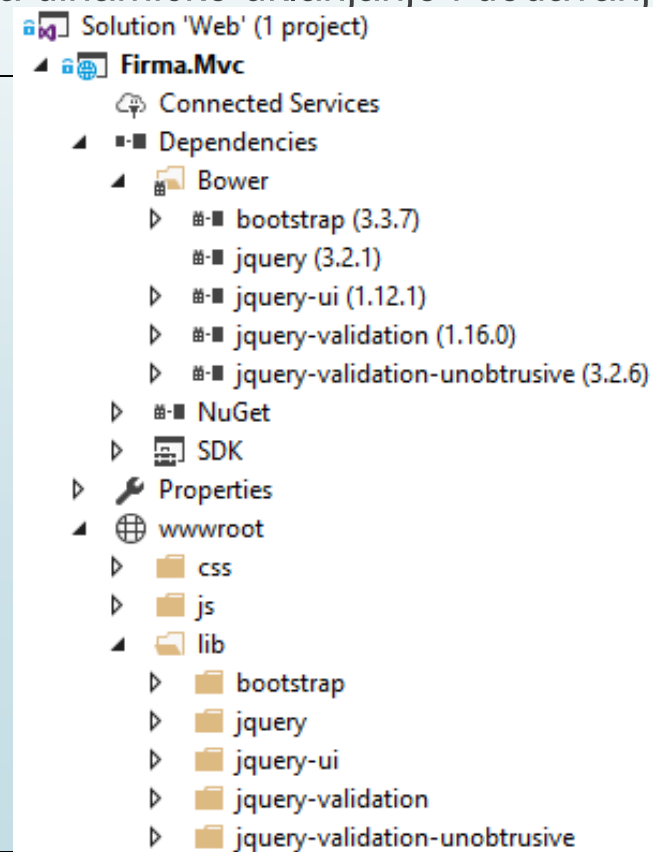 Solution 'Web' (1 project)
Firma.Mvc
Connected Services
Dependencies
Bower
bootstrap (3.3.7)
jquery (3.2.1)
jquery-ui (1.12.1)
jquery-validation (1.16.0)
jquery-validation-unobtrusive (3.2.6)
NuGet
SDK
Properties
wwwroot
css
js
lib
bootstrap
jquery
jquery-ui
jquery-validation
jquery-validation-unobtrusive